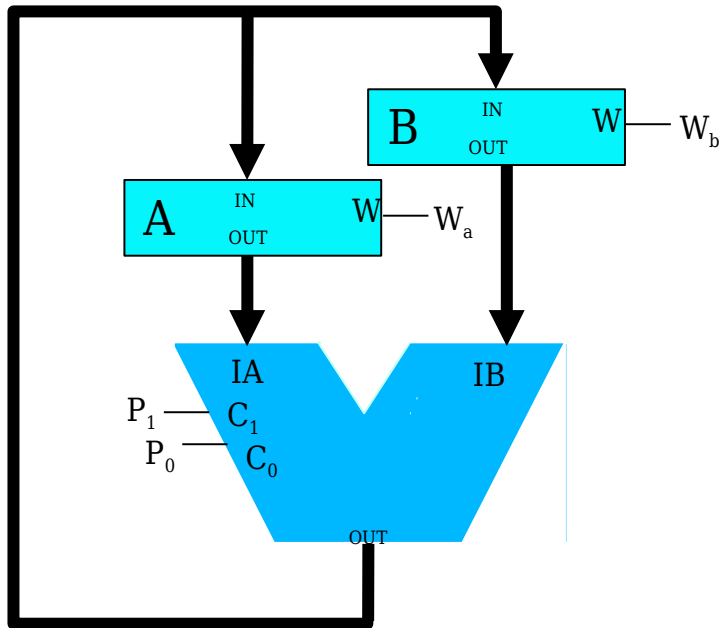 IN
B W W_b
OUT
IN
A W W_a
OUT
IA IB
P_1 C_1
P_0 C_0
OUT